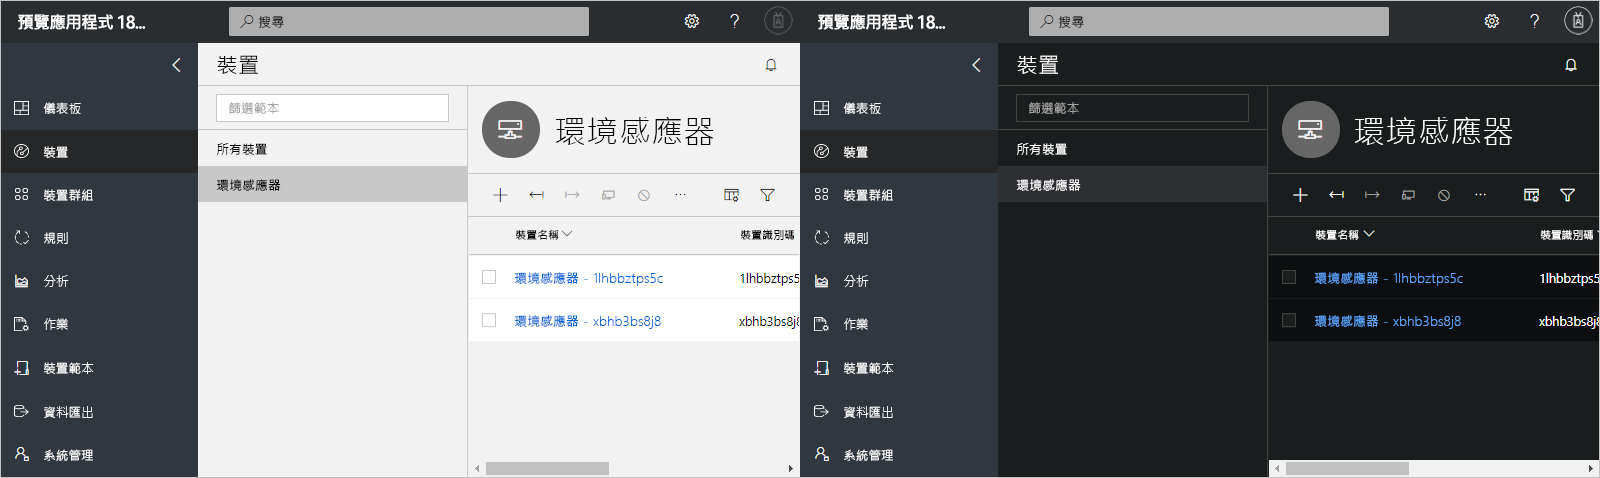 預覽應用程式 18...
搜尋
?
裝置
儀表板
裝置
裝置群組
規則
分析
作業
裝置範本
資料匯出
系統管理
篩選範本
所有裝置
環境感應器
環境感應器
...
裝置名稱
裝置識別碼
環境感應器 - 1lhbbztps5c
1lhbbztps5
環境感應器 - xbhb3bs8j8
xbhb3bs8j8
預覽應用程式 18...
搜尋
?
裝置
儀表板
裝置
裝置群組
規則
分析
作業
裝置範本
資料匯出
系統管理
篩選範本
所有裝置
環境感應器
環境感應器
...
裝置名稱
裝置識別碼
環境感應器 - 1lhbbztps5c
1lhbbztps5
環境感應器 - xbhb3bs8j8
xbhb3bs8j8